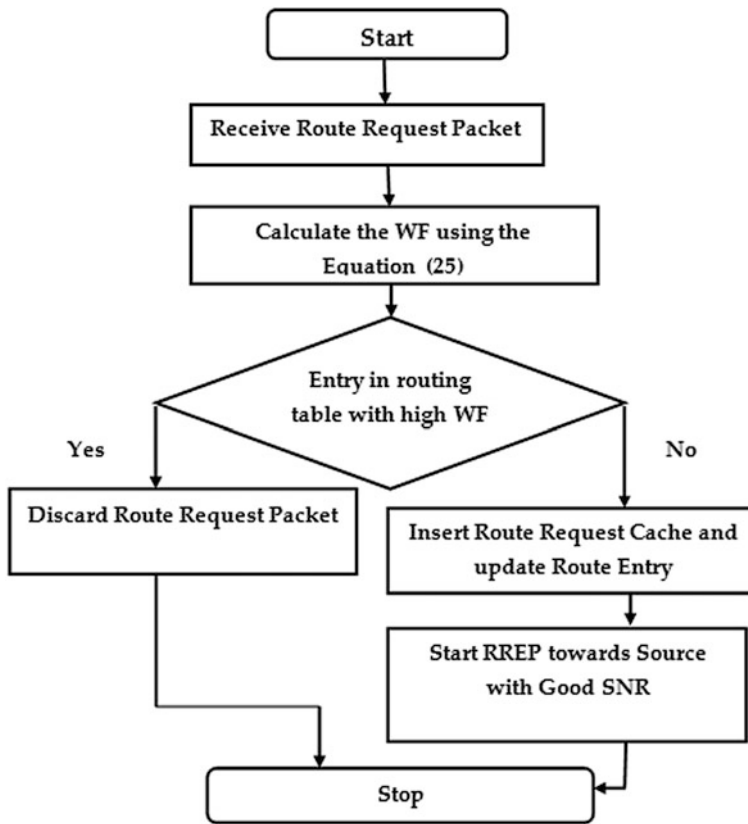 Start
Receive Route Request Packet
Calculate the WF using the
Equation (25)
Entry in routing
table with high WF
Yes
No
Discard Route Request Packet
Insert Route Request Cache and
update Route Entry
Start RREP towards Source
with Good SNR
Stop